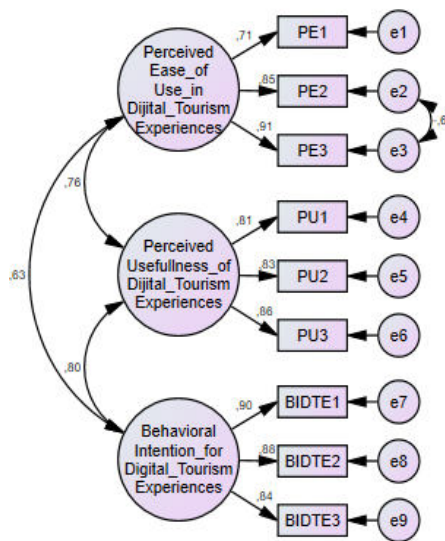 Perceived
Ease_of
Use_in
Dijital_Tourism
Experiences
,71
PE1
e1
,85
PE2
e2
,91
PE3
e3
,76
,63
Perceived
Usefullness_of
Dijital_Tourism
Experiences
,81
PU1
e4
,83
PU2
e5
,86
PU3
e6
,80
Behavioral
Intention_for
Digital_Tourism
Experiences
,90
BIDTE1
e7
,88
BIDTE2
e8
,84
BIDTE3
e9